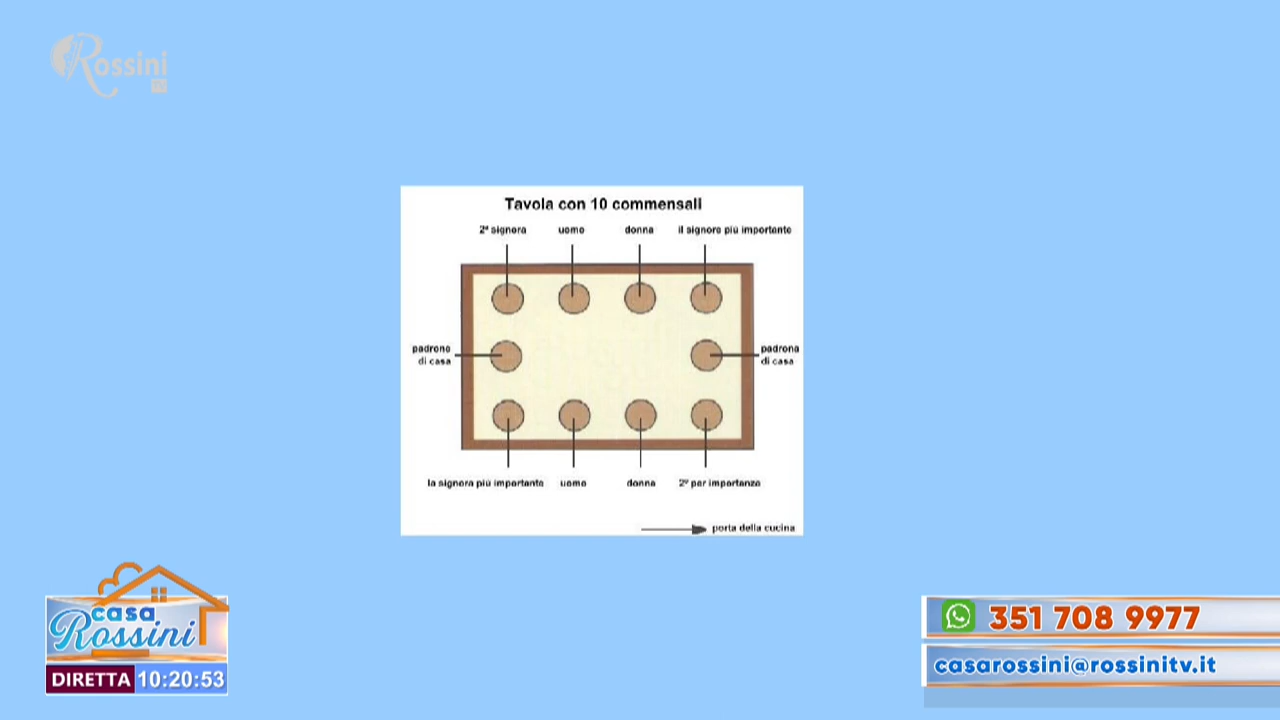 Rossini
TV
Tavola con 10 commensali
2ª signora uomo donna il signore più importante
padrone
di casa
padrona
di casa
la signora più importante uomo donna 2º per importanza
porta della cucina
casa
Rossini
DIRETTA 10:20:53
351 708 9977
casarossini@rossinitv.it